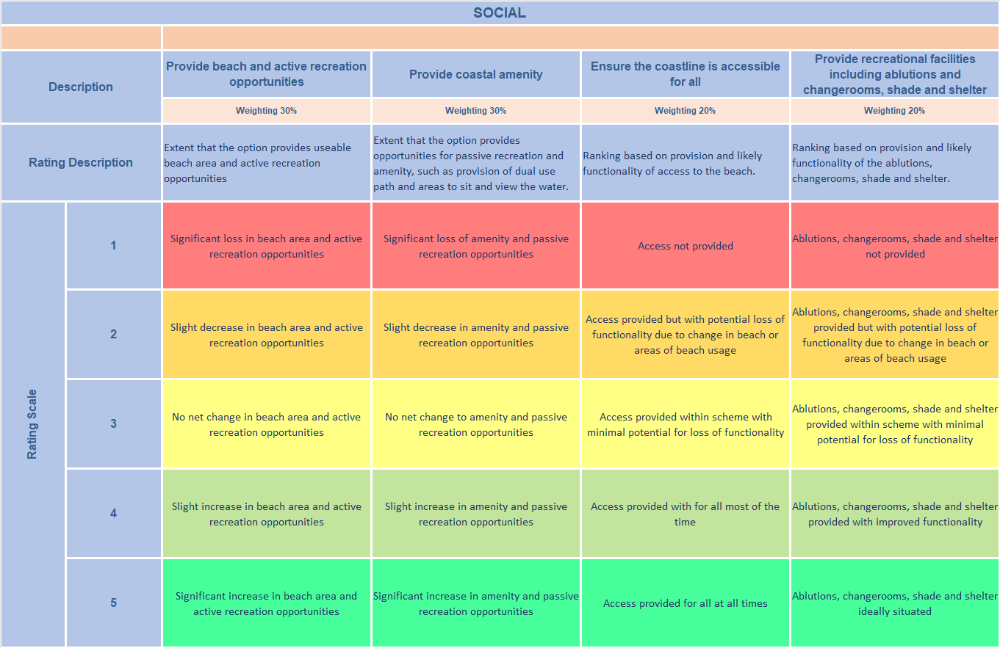 SOCIAL
Description
Provide beach and active recreation
opportunities
Provide coastal amenity
Ensure the coastline is accessible
for all
Provide recreational facilities
including ablutions and
changerooms, shade and shelter
Weighting 30%
Weighting 30%
Weighting 20%
Weighting 20%
Rating Description
Extent that the option provides useable
beach area and active recreation
opportunities
Extent that the option provides
opportunities for passive recreation and
amenity, such as provision of dual use
path and areas to sit and view the water.
Ranking based on provision and likely
functionality of access to the beach.
Ranking based on provision and likely
functionality of the ablutions,
changerooms, shade and shelter.
Rating Scale
1
Significant loss in beach area and active
recreation opportunities
Significant loss of amenity and passive
recreation opportunities
Access not provided
Ablutions, changerooms, shade and shelter
not provided
2
Slight decrease in beach area and active
recreation opportunities
Slight decrease in amenity and passive
recreation opportunities
Access provided but with potential loss of
functionality due to change in beach or
areas of beach usage
Ablutions, changerooms, shade and shelter
provided but with potential loss of
functionality due to change in beach or
areas of beach usage
3
No net change in beach area and active
recreation opportunities
No net change to amenity and passive
recreation opportunities
Access provided within scheme with
minimal potential for loss of functionality
Ablutions, changerooms, shade and shelter
provided within scheme with minimal
potential for loss of functionality
4
Slight increase in beach area and active
recreation opportunities
Slight increase in amenity and passive
recreation opportunities
Access provided with for all most of the
time
Ablutions, changerooms, shade and shelter
provided with improved functionality
5
Significant increase in beach area and
active recreation opportunities
Significant increase in amenity and passive
recreation opportunities
Access provided for all at all times
Ablutions, changerooms, shade and shelter
ideally situated